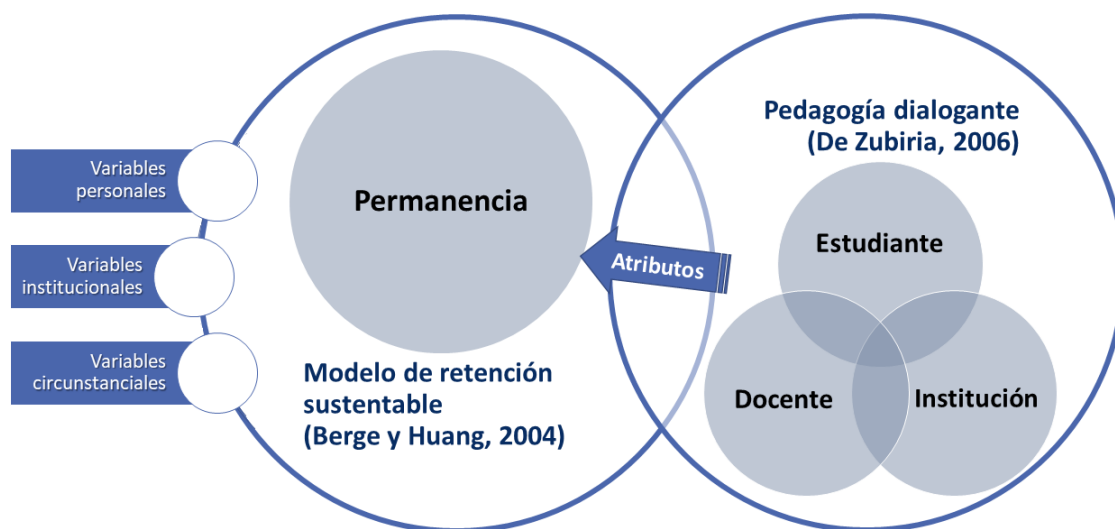 Variables
personales
Variables
institucionales
Variables
circunstanciales
Permanencia
Modelo de retención
sustentable
(Berge y Huang, 2004)
Atributos
Pedagogía dialogante
(De Zubiria, 2006)
Estudiante
Docente
Institución